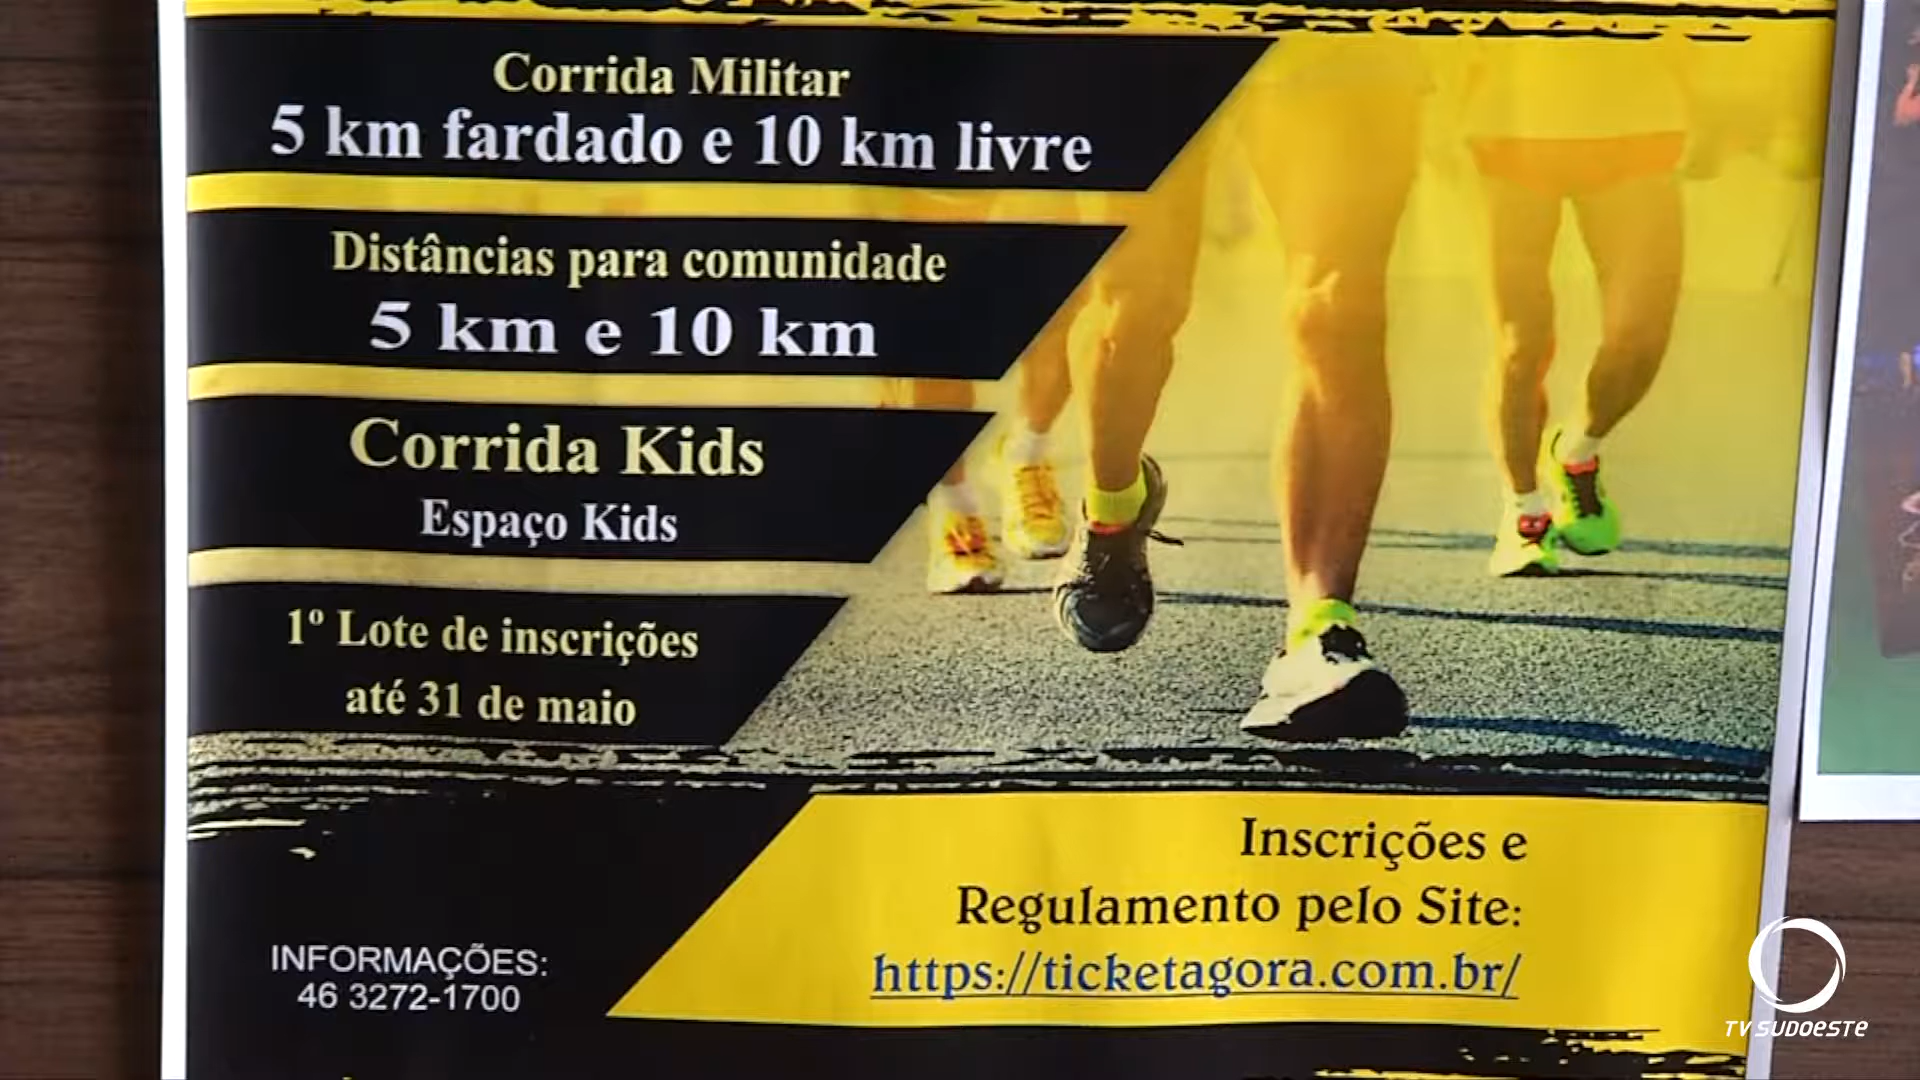 Corrida Militar
5 km fardado e 10 km livre
Distâncias para comunidade
5 km e 10 km
Corrida Kids
Espaço Kids
1º Lote de inscrições
até 31 de maio
Inscrições e
Regulamento pelo Site:
https://ticketagora.com.br/
INFORMAÇÕES:
46 3272-1700
TV SUDOESTE